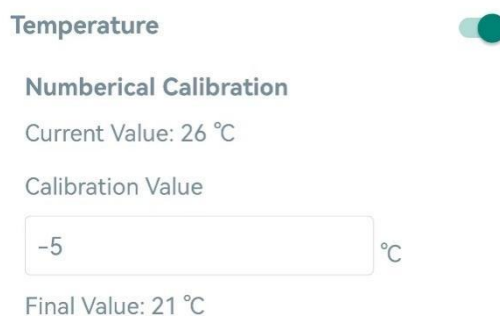 Temperature
Numberical Calibration
Current Value: 26 ℃
Calibration Value
-5 ℃
Final Value: 21 ℃